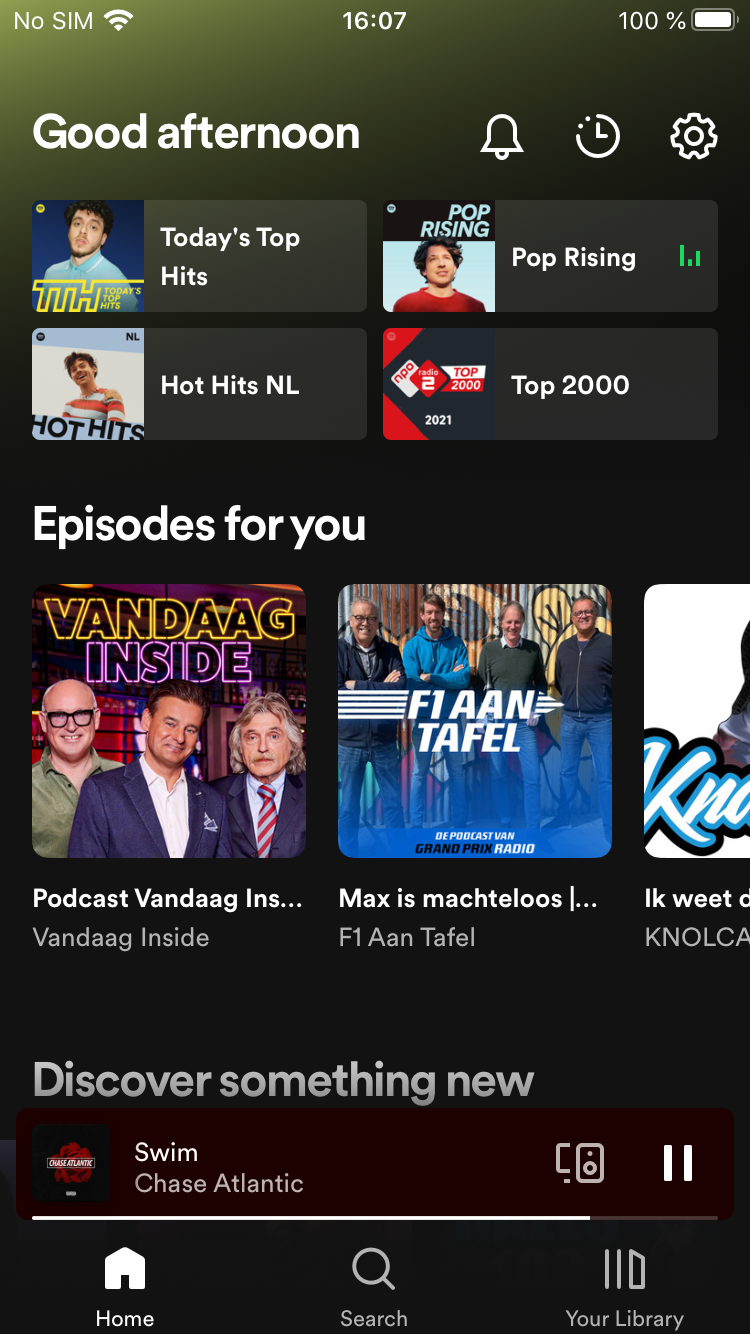 No SIM 16:07 100 %
Good afternoon
TTH TODAY'S
TOP
HITS
Today's Top
Hits
POP
RISING
Pop Rising
NL
HOT HITS
Hot Hits NL
npo radio 2 TOP 2000
2021
Top 2000
Episodes for you
VANDAAG
INSIDE
F1 AAN
TAFEL
DE PODCAST VAN
GRAND PRIX RADIO
Podcast Vandaag Ins...
Vandaag Inside
Max is machteloos |...
F1 Aan Tafel
Ik weet d
KNOLCA
Discover something new
CHASE ATLANTIC
Swim
Chase Atlantic
Home
Search
Your Library